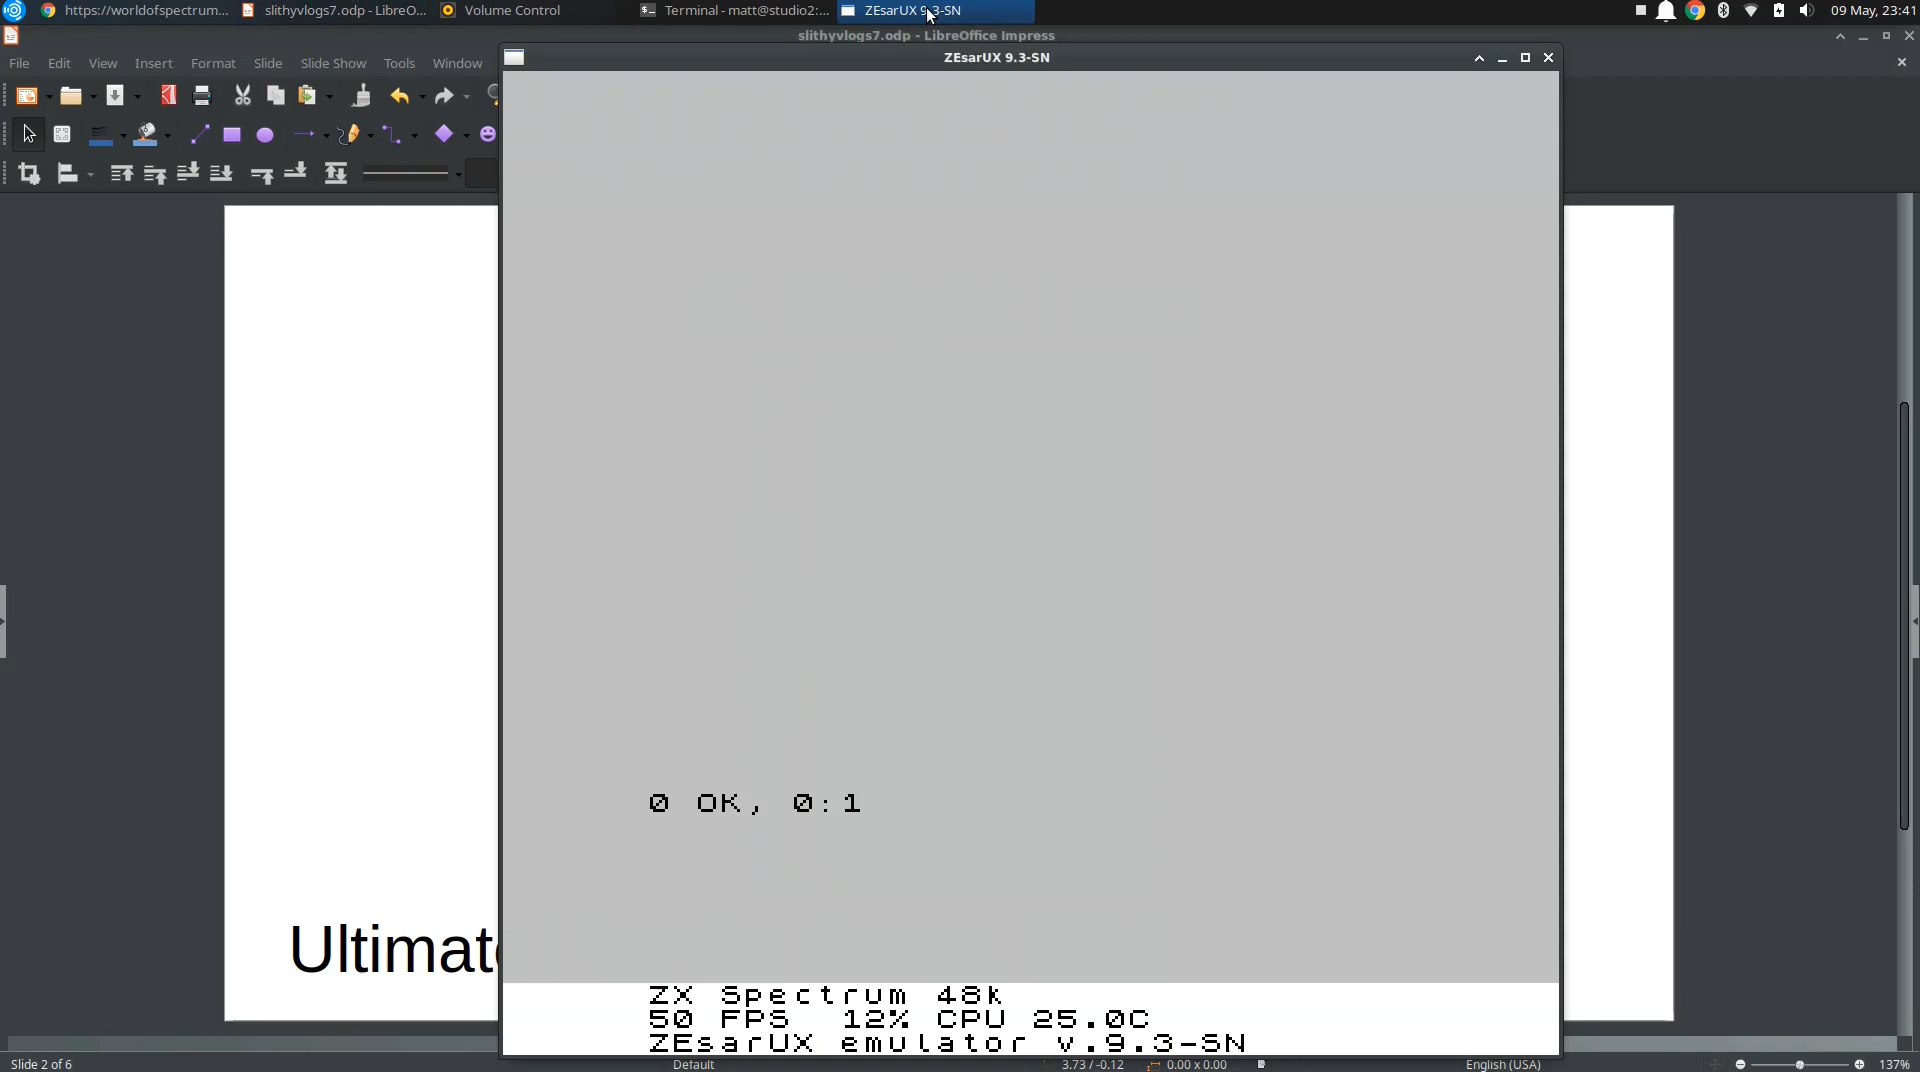 https://worldofspectrum... slithyvlogs7.odp - LibreO... Volume Control Terminal - matt@studio2:... ZEsarUX 9.3-SN 09 May, 23:41
slithyvlogs7.odp - LibreOffice Impress
ZEsarUX 9.3-SN
File Edit View Insert Format Slide Slide Show Tools Window
0 OK, 0:1
Ultimat
ZX Spectrum 48k
50 FPS 12% CPU 25.0C
ZEsarUX emulator v.9.3-SN
Slide 2 of 6 Default 3.73 / -0.12 0.00 x 0.00 English (USA) 137%